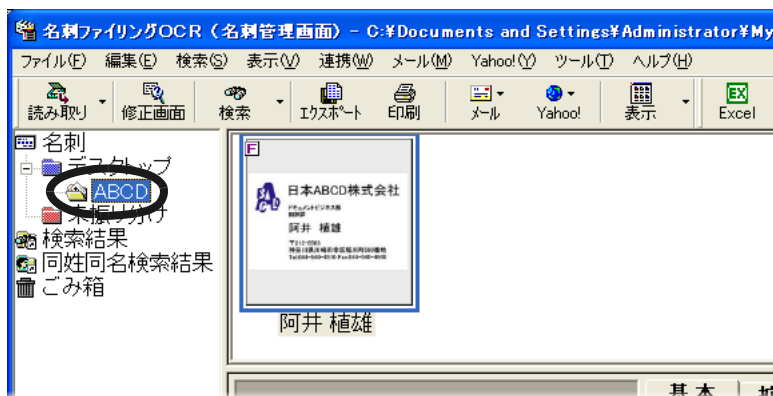 名刺ファイリングOCR（名刺管理画面） - C:¥Documents and Settings¥Administrator¥My
ファイル(F) 編集(E) 検索(S) 表示(V) 連携(W) メール(M) Yahoo!(Y) ツール(T) ヘルプ(H)
読み取り 修正画面 検索 エクスポート 印刷 メール Yahoo! 表示 EX Excel
名刺
デスクトップ
ABCD
未振り分け
検索結果
同姓同名検索結果
ごみ箱
F
日本ABCD株式会社
阿井 植雄
阿井 植雄
基本